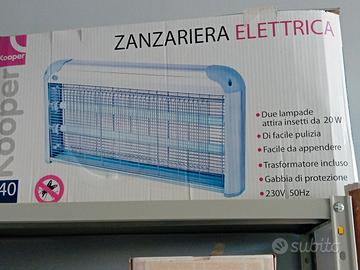 Kooper
ZANZARIERA ELETTRICA
Kooper
• Due lampade
attira insetti da 20W
• Di facile pulizia
• Facile da appendere
• Trasformatore incluso
• Gabbia di protezione
• 230V 50Hz
40
subito